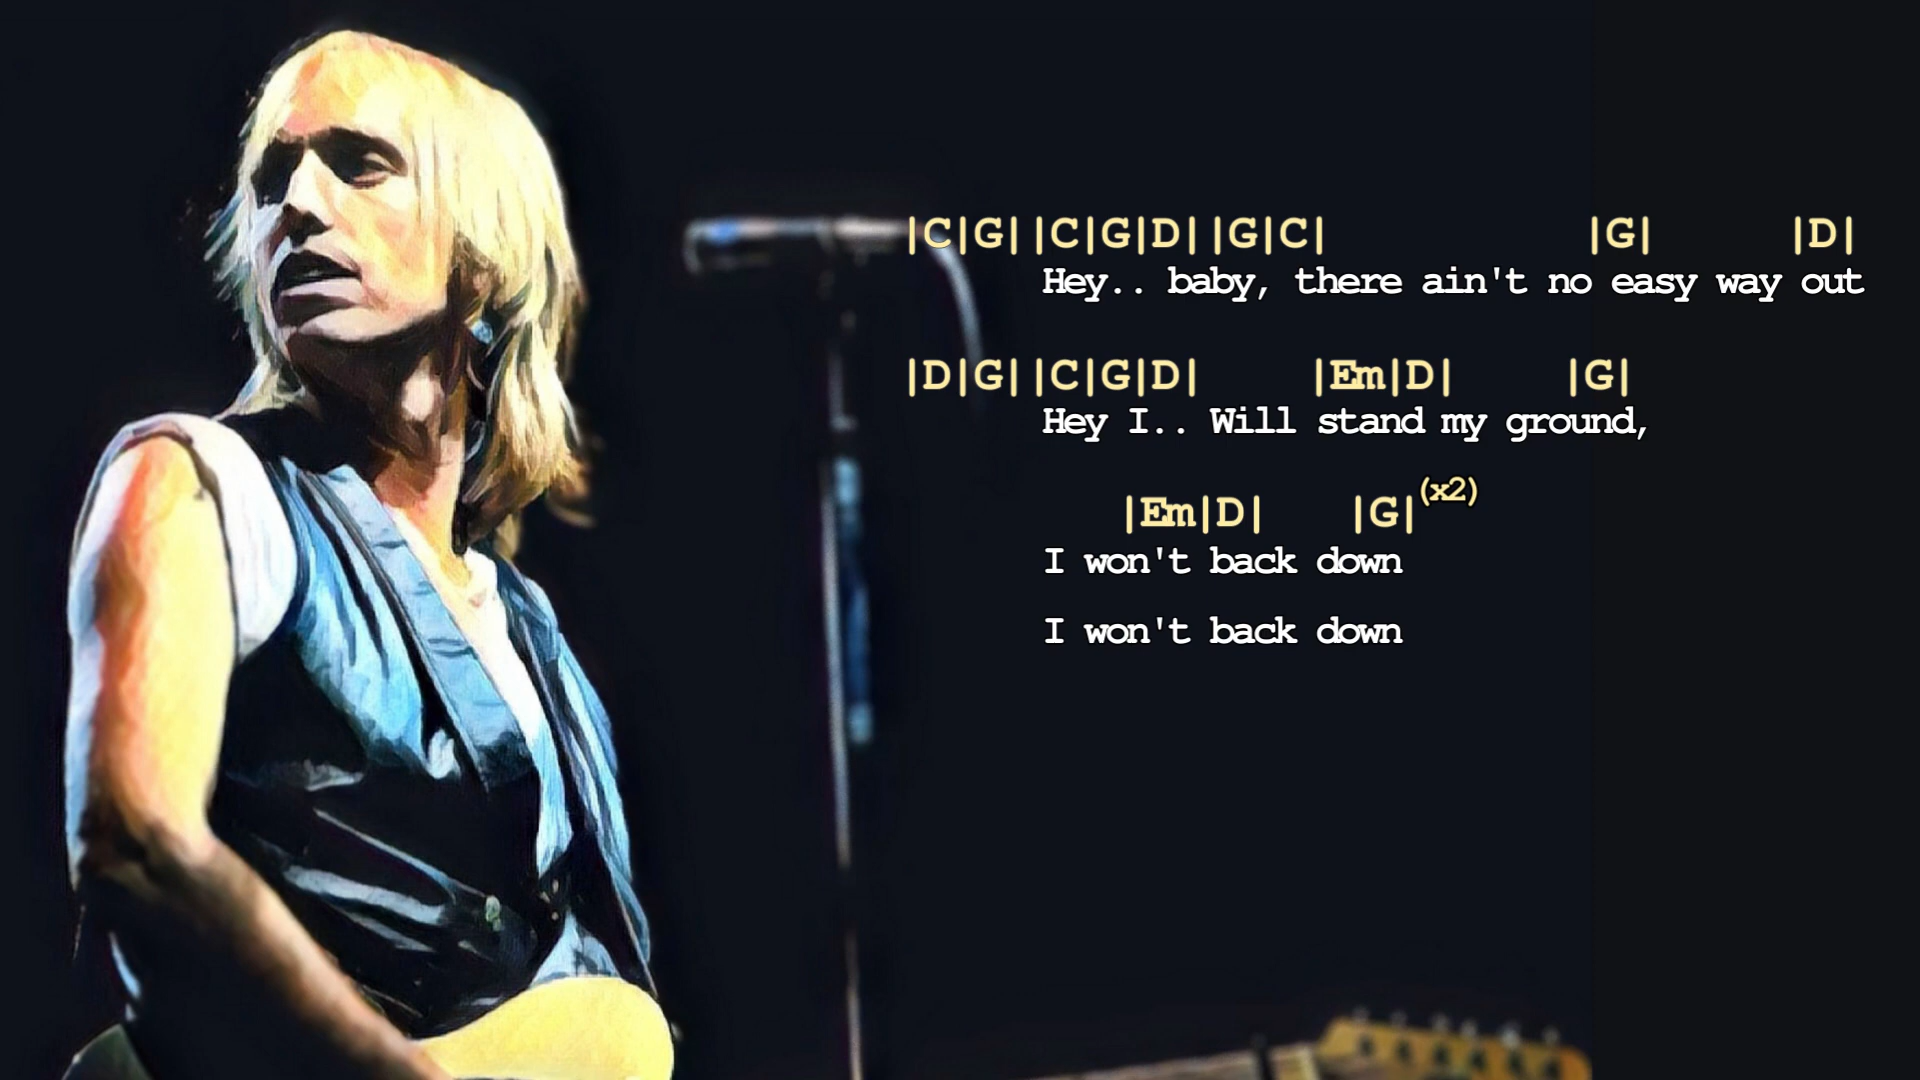 |C|G| |C|G|D| |G|C| |G| |D|
Hey.. baby, there ain't no easy way out
|D|G| |C|G|D| |Em|D| |G|
Hey I.. Will stand my ground,
|Em|D| |G|(x2)
I won't back down
I won't back down